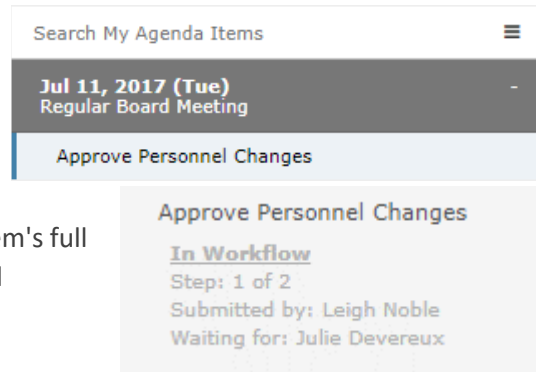 Search My Agenda Items
Jul 11, 2017 (Tue)
-
Regular Board Meeting
Approve Personnel Changes
Approve Personnel Changes
em's full
In Workflow
Step: 1 of 2
Submitted by: Leigh Noble
Waiting for: Julie Devereux